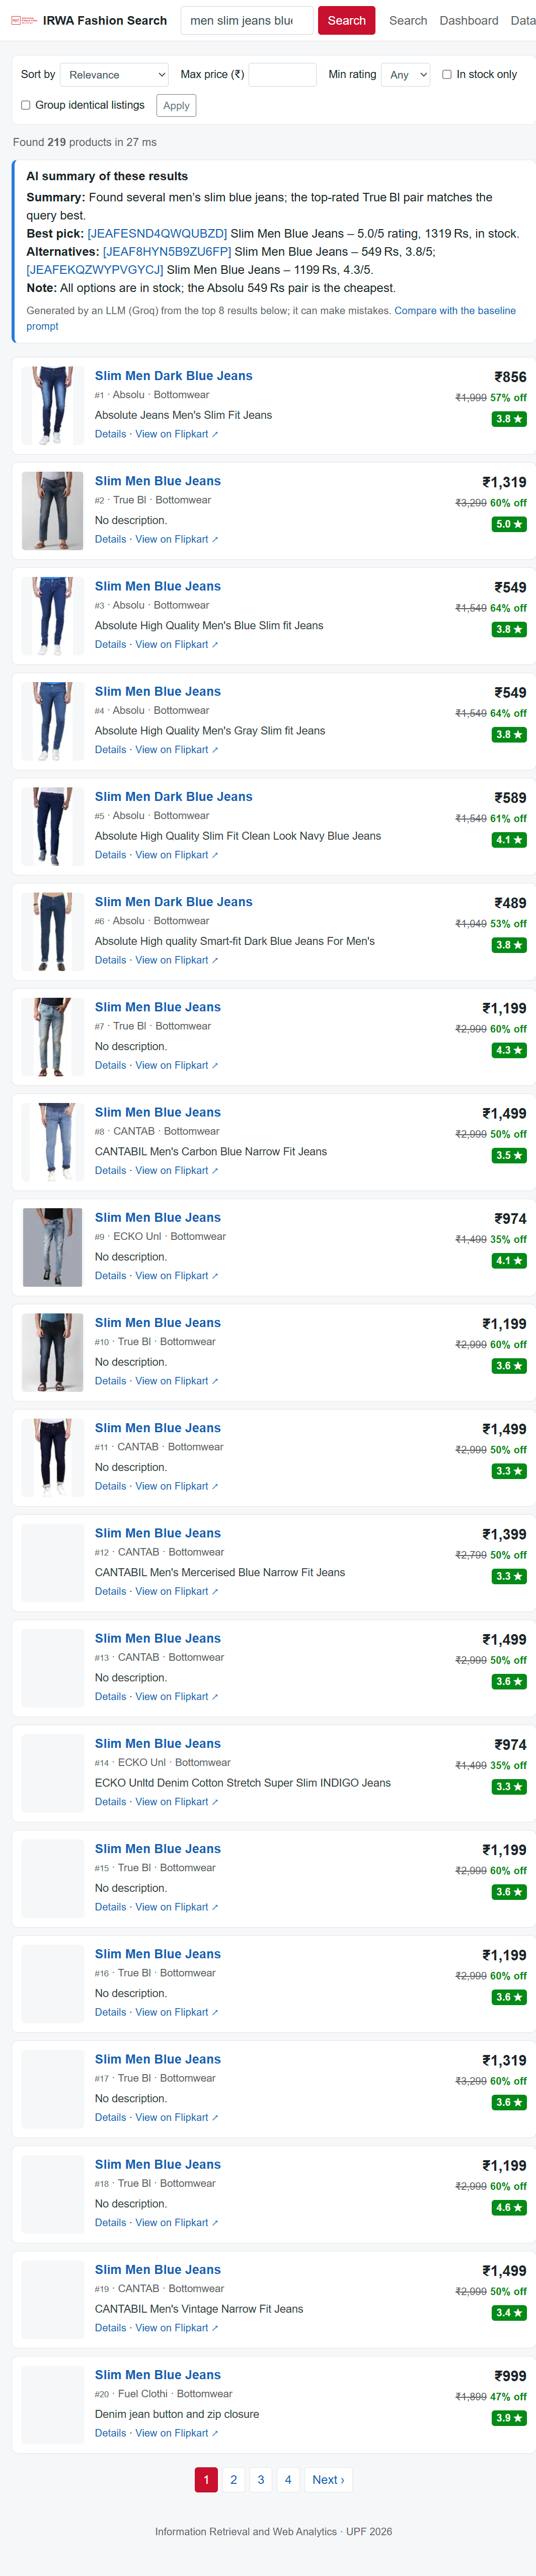 IRWA Fashion Search
men slim jeans blu
Search
Search
Dashboard
Data
Sort by Relevance
Max price (₹)
Min rating Any
In stock only
Group identical listings
Apply
Found 219 products in 27 ms
AI summary of these results
Summary: Found several men's slim blue jeans; the top-rated True Bl pair matches the
query best.
Best pick: [JEAFESND4QWQUBZD] Slim Men Blue Jeans – 5.0/5 rating, 1319 Rs, in stock.
Alternatives: [JEAF8HYN5B9ZU6FP] Slim Men Blue Jeans – 549 Rs, 3.8/5;
[JEAFEKQZWYPVGYCJ] Slim Men Blue Jeans – 1199 Rs, 4.3/5.
Note: All options are in stock; the Absolu 549 Rs pair is the cheapest.
Generated by an LLM (Groq) from the top 8 results below; it can make mistakes. Compare with the baseline
prompt
Slim Men Dark Blue Jeans
#1 · Absolu · Bottomwear
Absolute Jeans Men's Slim Fit Jeans
Details · View on Flipkart ↗
₹856
₹1,999 57% off
3.8 ★
Slim Men Blue Jeans
#2 · True Bl · Bottomwear
No description.
Details · View on Flipkart ↗
₹1,319
₹3,299 60% off
5.0 ★
Slim Men Blue Jeans
#3 · Absolu · Bottomwear
Absolute High Quality Men's Blue Slim fit Jeans
Details · View on Flipkart ↗
₹549
₹1,549 64% off
3.8 ★
Slim Men Blue Jeans
#4 · Absolu · Bottomwear
Absolute High Quality Men's Gray Slim fit Jeans
Details · View on Flipkart ↗
₹549
₹1,549 64% off
3.8 ★
Slim Men Dark Blue Jeans
#5 · Absolu · Bottomwear
Absolute High Quality Slim Fit Clean Look Navy Blue Jeans
Details · View on Flipkart ↗
₹589
₹1,549 61% off
4.1 ★
Slim Men Dark Blue Jeans
#6 · Absolu · Bottomwear
Absolute High quality Smart-fit Dark Blue Jeans For Men's
Details · View on Flipkart ↗
₹489
₹1,049 53% off
3.8 ★
Slim Men Blue Jeans
#7 · True Bl · Bottomwear
No description.
Details · View on Flipkart ↗
₹1,199
₹2,999 60% off
4.3 ★
Slim Men Blue Jeans
#8 · CANTAB · Bottomwear
CANTABIL Men's Carbon Blue Narrow Fit Jeans
Details · View on Flipkart ↗
₹1,499
₹2,999 50% off
3.5 ★
Slim Men Blue Jeans
#9 · ECKO Unl · Bottomwear
No description.
Details · View on Flipkart ↗
₹974
₹1,499 35% off
4.1 ★
Slim Men Blue Jeans
#10 · True Bl · Bottomwear
No description.
Details · View on Flipkart ↗
₹1,199
₹2,999 60% off
3.6 ★
Slim Men Blue Jeans
#11 · CANTAB · Bottomwear
No description.
Details · View on Flipkart ↗
₹1,499
₹2,999 50% off
3.3 ★
Slim Men Blue Jeans
#12 · CANTAB · Bottomwear
CANTABIL Men's Mercerised Blue Narrow Fit Jeans
Details · View on Flipkart ↗
₹1,399
₹2,799 50% off
3.3 ★
Slim Men Blue Jeans
#13 · CANTAB · Bottomwear
No description.
Details · View on Flipkart ↗
₹1,499
₹2,999 50% off
3.6 ★
Slim Men Blue Jeans
#14 · ECKO Unl · Bottomwear
ECKO Unltd Denim Cotton Stretch Super Slim INDIGO Jeans
Details · View on Flipkart ↗
₹974
₹1,499 35% off
3.3 ★
Slim Men Blue Jeans
#15 · True Bl · Bottomwear
No description.
Details · View on Flipkart ↗
₹1,199
₹2,999 60% off
3.6 ★
Slim Men Blue Jeans
#16 · True Bl · Bottomwear
No description.
Details · View on Flipkart ↗
₹1,199
₹2,999 60% off
3.6 ★
Slim Men Blue Jeans
#17 · True Bl · Bottomwear
No description.
Details · View on Flipkart ↗
₹1,319
₹3,299 60% off
3.6 ★
Slim Men Blue Jeans
#18 · True Bl · Bottomwear
No description.
Details · View on Flipkart ↗
₹1,199
₹2,999 60% off
4.6 ★
Slim Men Blue Jeans
#19 · CANTAB · Bottomwear
CANTABIL Men's Vintage Narrow Fit Jeans
Details · View on Flipkart ↗
₹1,499
₹2,999 50% off
3.4 ★
Slim Men Blue Jeans
#20 · Fuel Clothi · Bottomwear
Denim jean button and zip closure
Details · View on Flipkart ↗
₹999
₹1,899 47% off
3.9 ★
1 2 3 4 Next ›
Information Retrieval and Web Analytics · UPF 2026